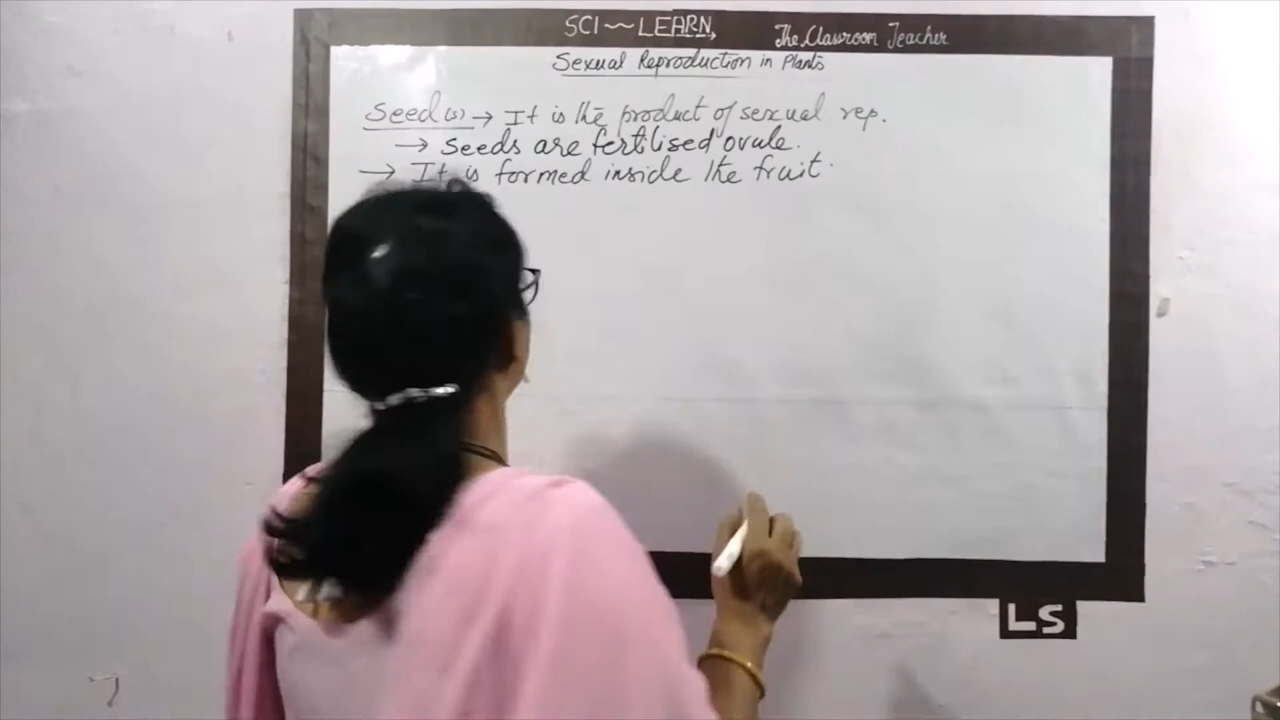 SCI~LEARN The Classroom Teacher
Sexual Reproduction in Plants
Seed(s) → It is the product of sexual rep.
→ Seeds are fertilised ovule.
→ It is formed inside the fruit.
LS